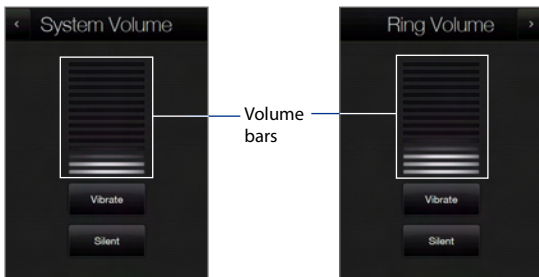 System Volume
Vibrate
Silent
Volume
bars
Ring Volume
Vibrate
Silent